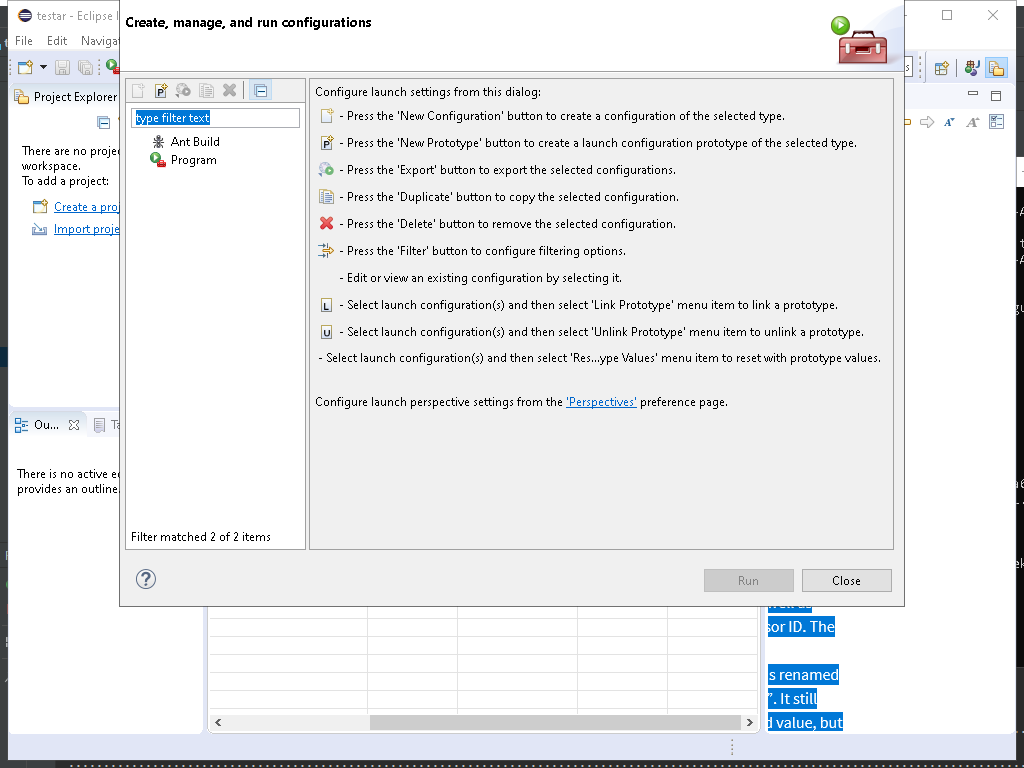 testar - Eclipse I
Create, manage, and run configurations
File Edit Navigat
Project Explorer
type filter text
Ant Build
Program
Filter matched 2 of 2 items
Configure launch settings from this dialog:
- Press the 'New Configuration' button to create a configuration of the selected type.
- Press the 'New Prototype' button to create a launch configuration prototype of the selected type.
- Press the 'Export' button to export the selected configurations.
- Press the 'Duplicate' button to copy the selected configuration.
- Press the 'Delete' button to remove the selected configuration.
- Press the 'Filter' button to configure filtering options.
- Edit or view an existing configuration by selecting it.
- Select launch configuration(s) and then select 'Link Prototype' menu item to link a prototype.
- Select launch configuration(s) and then select 'Unlink Prototype' menu item to unlink a prototype.
- Select launch configuration(s) and then select 'Res...ype Values' menu item to reset with prototype values.
Configure launch perspective settings from the 'Perspectives' preference page.
There are no proje
workspace.
To add a project:
Create a proj
Import proje
Ou...
Ta
There is no active e
provides an outline.
Run
Close
sor ID. The
s renamed
". It still
d value, but